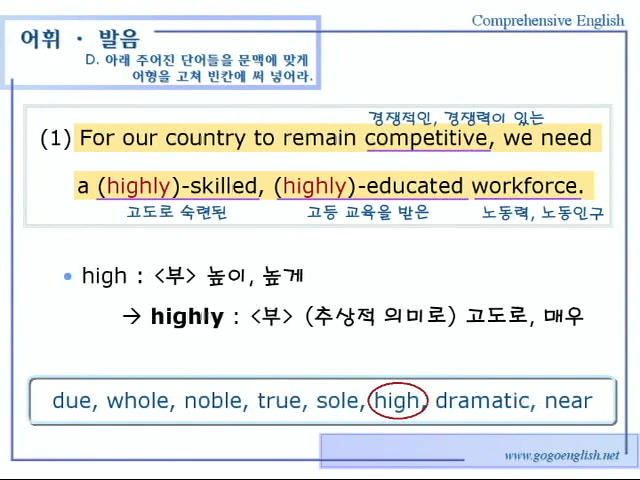 Comprehensive English
어휘 · 발음
D. 아래 주어진 단어들을 문맥에 맞게
어형을 고쳐 빈칸에 써 넣어라.
경쟁적인, 경쟁력이 있는
(1) For our country to remain competitive, we need
a (highly)-skilled, (highly)-educated workforce.
고도로 숙련된 고등 교육을 받은 노동력, 노동인구
• high : <부> 높이, 높게
→ highly : <부> (추상적 의미로) 고도로, 매우
due, whole, noble, true, sole, high, dramatic, near
www.gogoenglish.net